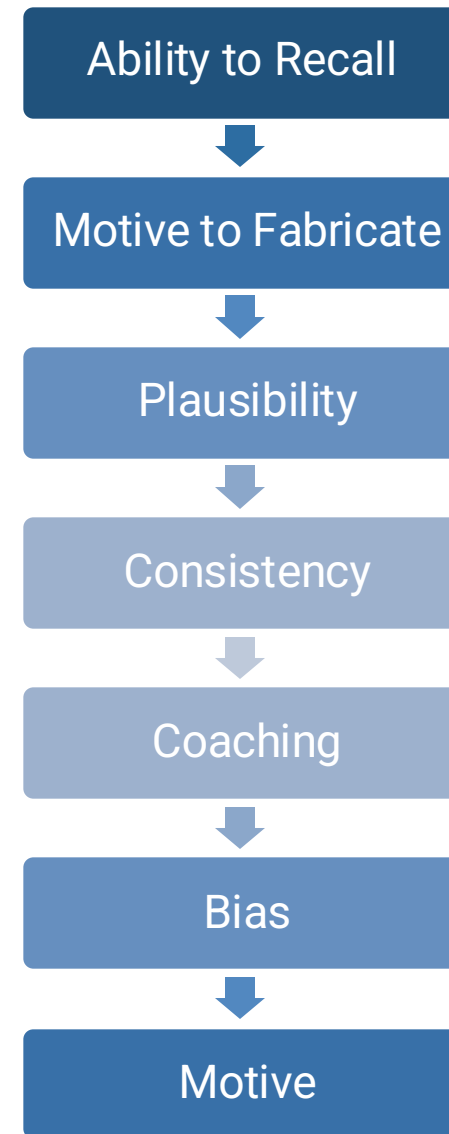 Ability to Recall
Motive to Fabricate
Plausibility
Consistency
Coaching
Bias
Motive